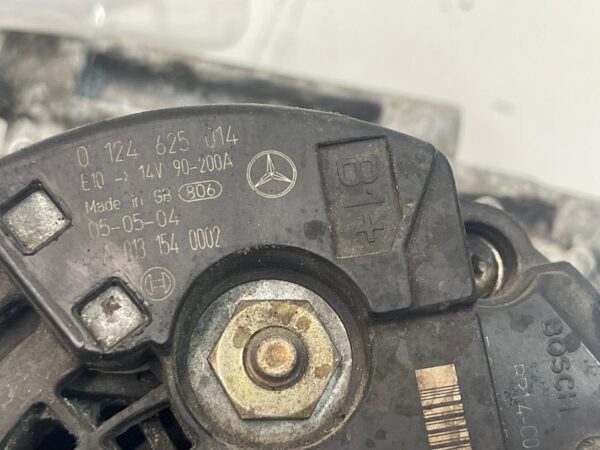 0 124 625 014
E10 -> 14V 90-200A
Made in GB 806
05-05-04
A 013 154 0002
B1+
BOSCH